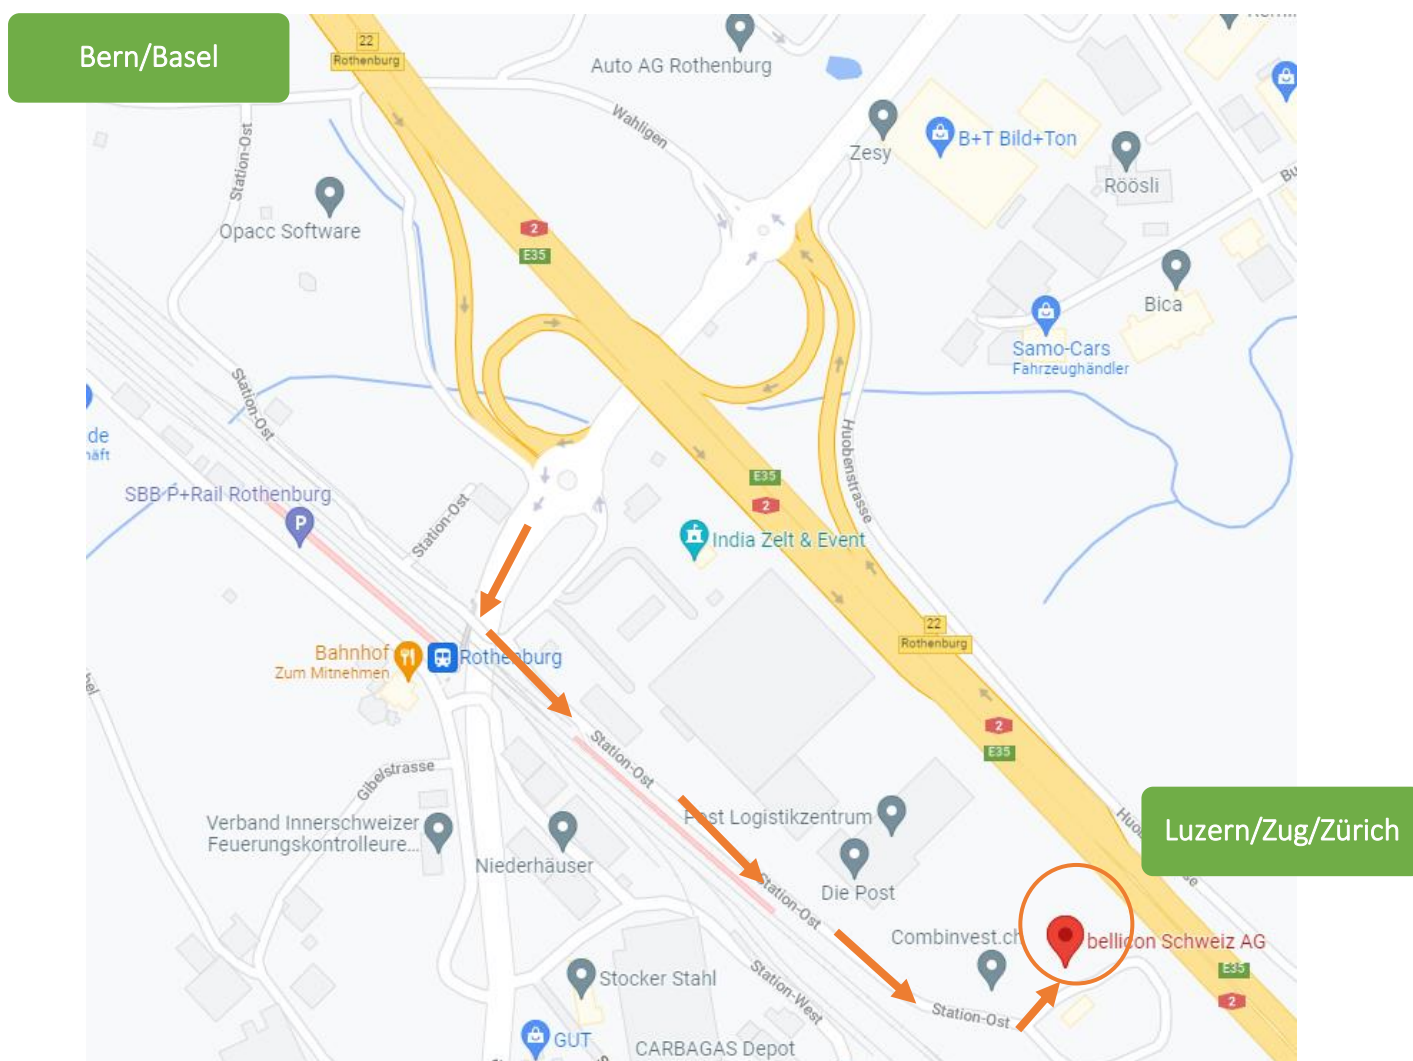 Bern/Basel
22
Rothenburg
Auto AG Rothenburg
Wahligen
Zesy
B+T Bild+Ton
Röösli
Station-Ost
Opacc Software
2
E35
Bica
Samo-Cars
Fahrzeughändler
Station-Ost
Huobenstrasse
de
häft
SBB P+Rail Rothenburg
P
Station-Ost
E35
2
India Zelt & Event
22
Rothenburg
Bahnhof
Zum Mitnehmen
Rothenburg
2
E35
Station-Ost
Gibelstrasse
Post Logistikzentrum
Luzern/Zug/Zürich
Verband Innerschweizer
Feuerungskontrolleure...
Niederhäuser
Die Post
Station-Ost
Combinvest.ch
bellicon Schweiz AG
E35
2
Stocker Stahl
Station-West
Station-Ost
GUT
CARBAGAS Depot